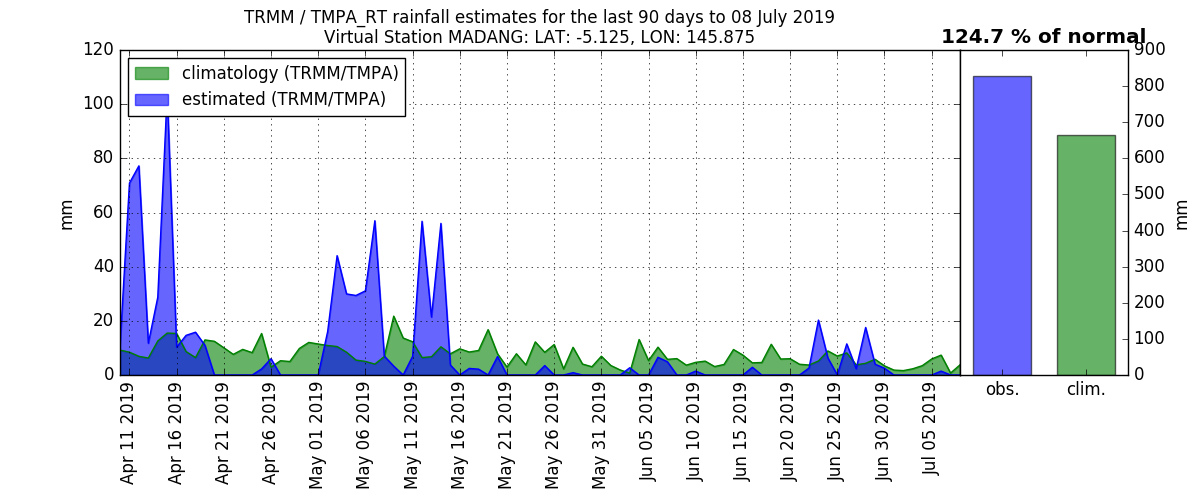 TRMM / TMPA_RT rainfall estimates for the last 90 days to 08 July 2019
Virtual Station MADANG: LAT: -5.125, LON: 145.875
124.7 % of normal
climatology (TRMM/TMPA)
estimated (TRMM/TMPA)
120
100
80
60
40
20
0
mm
900
800
700
600
500
400
300
200
100
0
mm
Apr 11 2019
Apr 16 2019
Apr 21 2019
Apr 26 2019
May 01 2019
May 06 2019
May 11 2019
May 16 2019
May 21 2019
May 26 2019
May 31 2019
Jun 05 2019
Jun 10 2019
Jun 15 2019
Jun 20 2019
Jun 25 2019
Jun 30 2019
Jul 05 2019
obs.
clim.